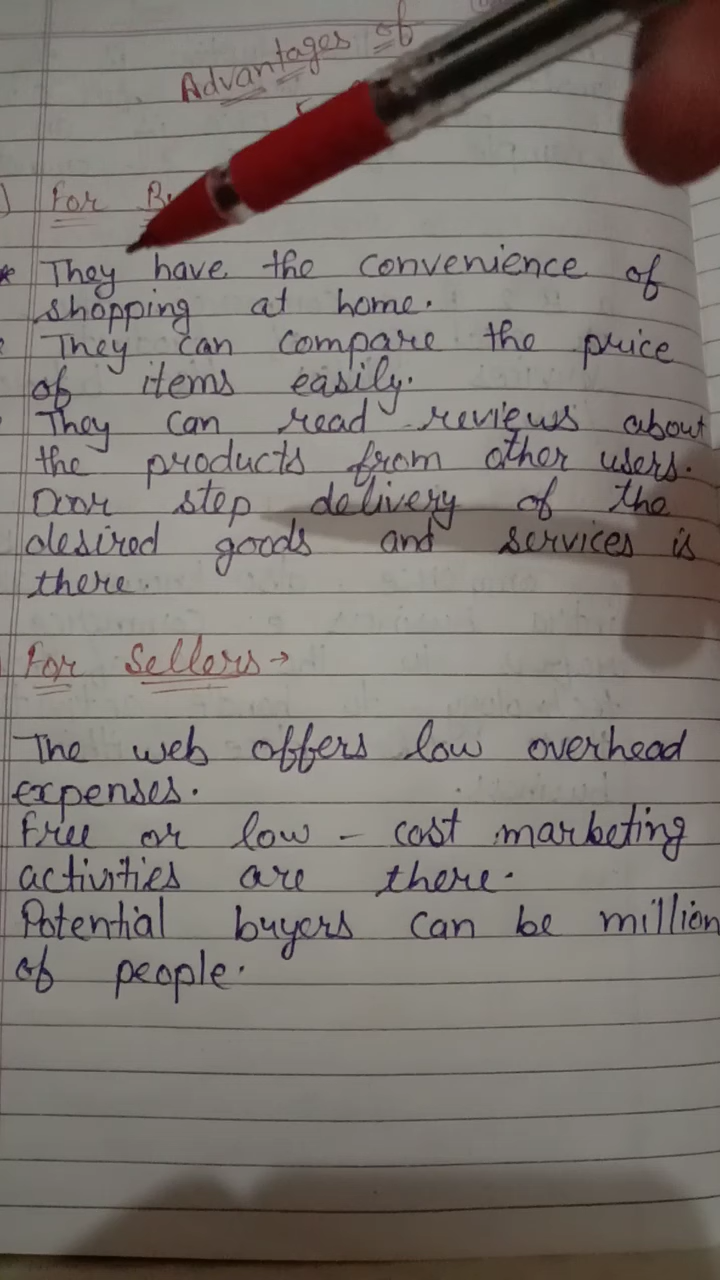 Advantages of
For
They have the convenience of
shopping at home.
They can compare the price
of items easily.
They can read reviews about
the products from other users.
Door step delivery of the
desired goods and services is
there.
For Sellers →
The web offers low overhead
expenses.
Free or low - cost marketing
activities are there.
Potential buyers can be million
of people.